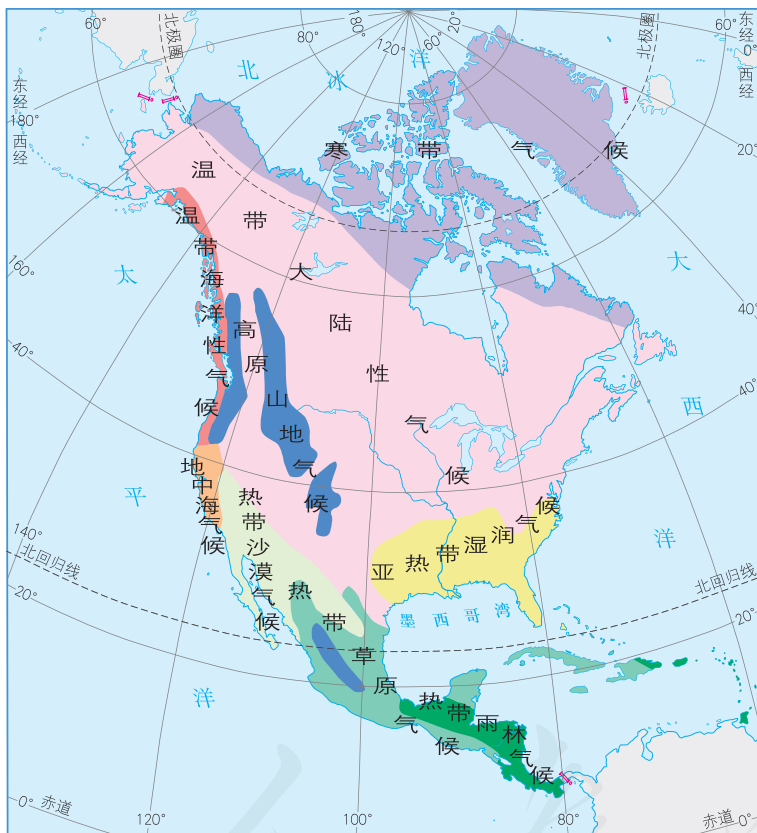 60°
北极圈
80°
180°
160°
20°
120°
60°
北极圈
60°
0°
西经
东经
180°
西经
北冰洋
20°
寒带气候
温带大陆性气候
温带海洋性气候
高原山地气候
地中海气候
热带沙漠气候
亚热带湿润气候
热带草原气候
热带雨林气候
太平洋
大西洋
160°
40°
140°
北回归线
20°
40°
40°
北回归线
20°
墨西哥湾
0°
赤道
120°
100°
80°
赤道
0°